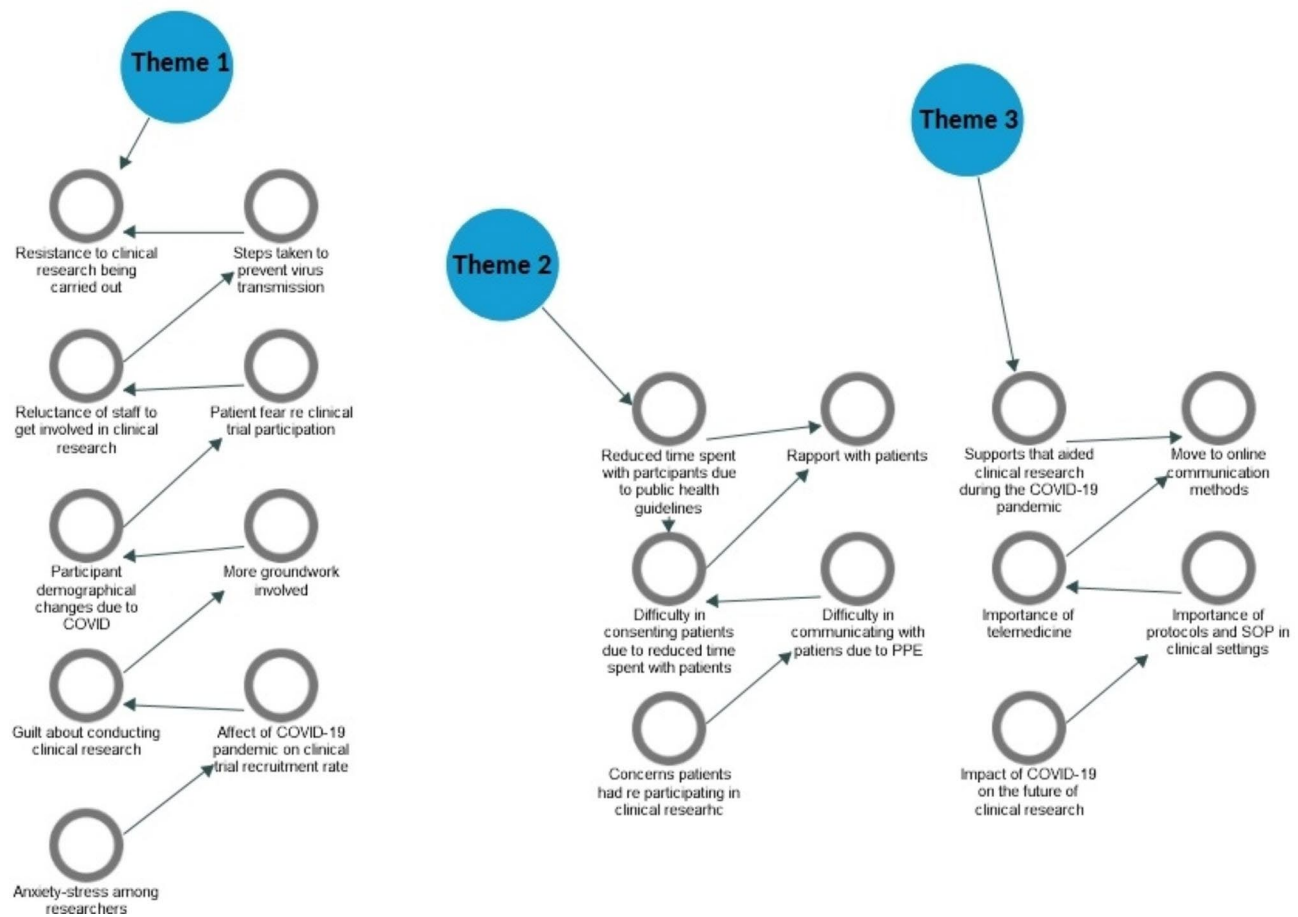 Theme 1
Resistance to clinical
research being
carried out
Steps taken to
prevent virus
transmission
Reluctance of staff to
get involved in clinical
research
Patient fear re clinical
trial participation
Participant
demographical
changes due to
COVID
More groundwork
involved
Guilt about conducting
clinical research
Affect of COVID-19
pandemic on clinical
trial recruitment rate
Anxiety-stress among
researchers
Theme 2
Reduced time spent
with partcipants due
to public health
guidelines
Rapport with patients
Difficulty in
consenting patients
due to reduced time
spent with patients
Difficulty in
communicating with
patiens due to PPE
Concerns patients
had re participating in
clinical researhc
Theme 3
Supports that aided
clinical research
during the COVID-19
pandemic
Move to online
communication
methods
Importance of
telemedicine
Importance of
protocols and SOP in
clinical settings
Impact of COVID-19
on the future of
clinical research